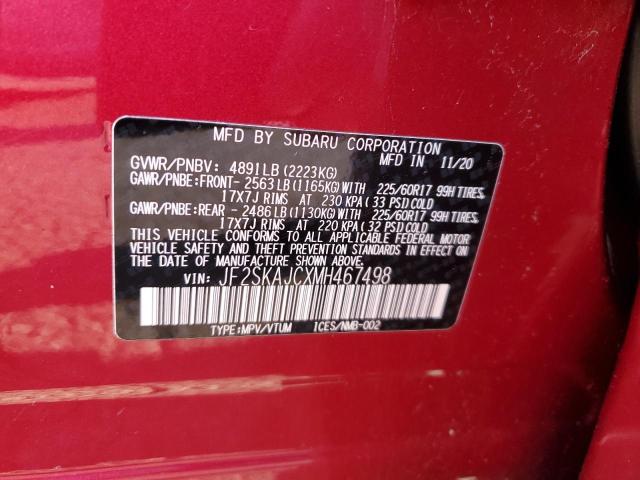 MFD BY SUBARU CORPORATION
GVWR/PNBV: 4891LB (2223KG) MFD IN 11/20
GAWR/PNBE:FRONT- 2563LB (1165KG)WITH 225/60R17 99H TIRES,
17X7J RIMS AT 230 KPA (33 PSI)COLD
GAWR/PNBE:REAR - 2486LB (1130KG)WITH 225/60R17 99H TIRES,
17X7J RIMS AT 220 KPA (32 PSI)COLD
THIS VEHICLE CONFORMS TO ALL APPLICABLE FEDERAL MOTOR
VEHICLE SAFETY AND THEFT PREVENTION STANDARDS IN EFFECT ON THE
DATE OF MANUFACTURE SHOWN ABOVE.
VIN: JF2SKAJCXMH467498
TYPE:MPV/VTUM ICES/NMB-002